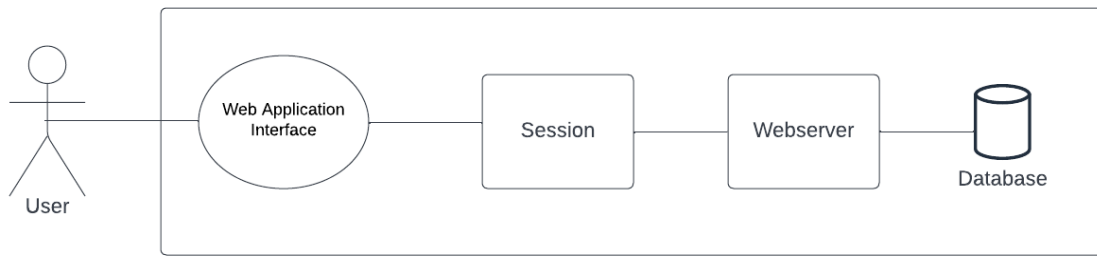 Web Application
Interface
Session
Webserver
Database
User